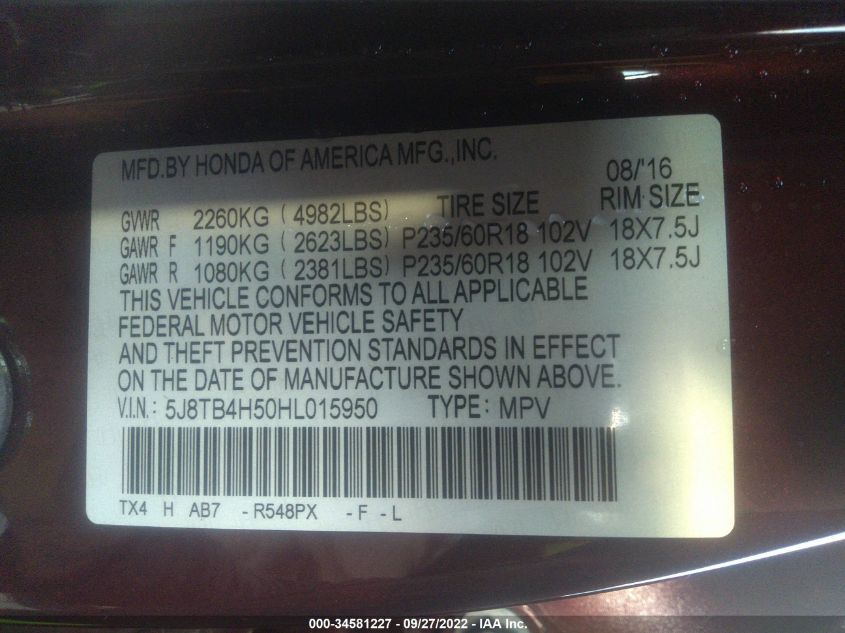 MFD.BY HONDA OF AMERICA MFG.,INC.
08/'16
GVWR 2260KG ( 4982LBS) TIRE SIZE RIM SIZE
GAWR F 1190KG ( 2623LBS) P235/60R18 102V 18X7.5J
GAWR R 1080KG ( 2381LBS) P235/60R18 102V 18X7.5J
THIS VEHICLE CONFORMS TO ALL APPLICABLE
FEDERAL MOTOR VEHICLE SAFETY
AND THEFT PREVENTION STANDARDS IN EFFECT
ON THE DATE OF MANUFACTURE SHOWN ABOVE.
V.I.N.: 5J8TB4H50HL015950 TYPE: MPV
TX4 H AB7 -R548PX -F-L
000-34581227 - 09/27/2022 - IAA Inc.